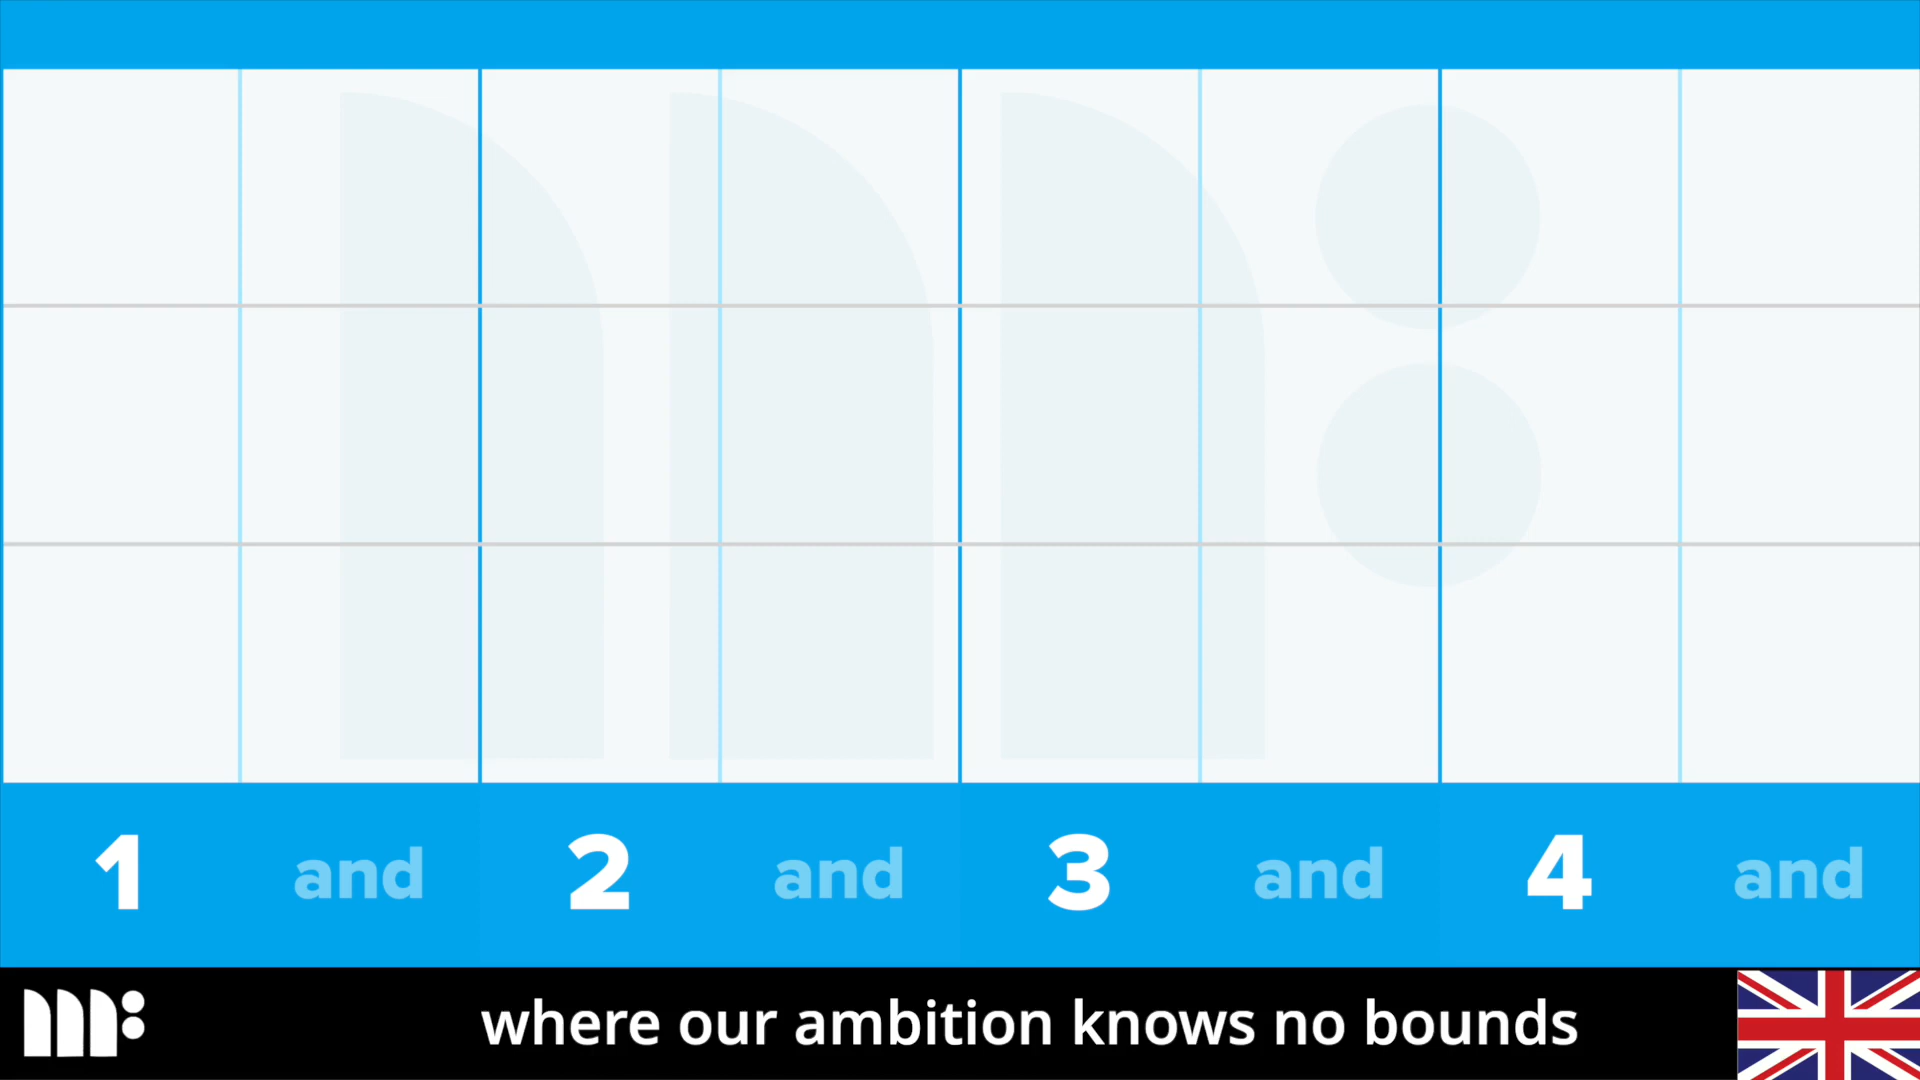 1 and 2 and 3 and 4 and
where our ambition knows no bounds